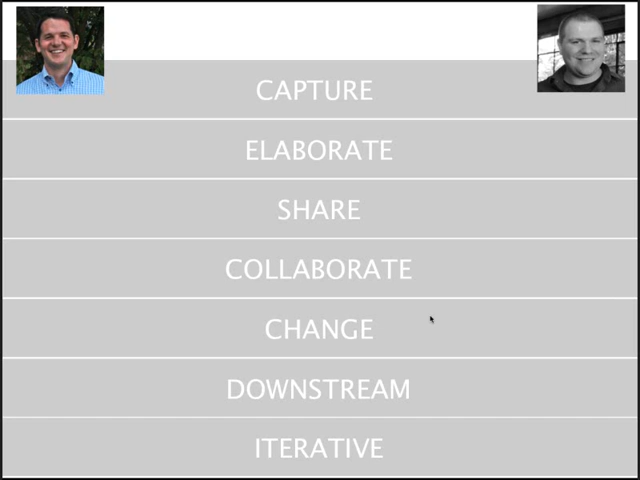 CAPTURE
ELABORATE
SHARE
COLLABORATE
CHANGE
DOWNSTREAM
ITERATIVE